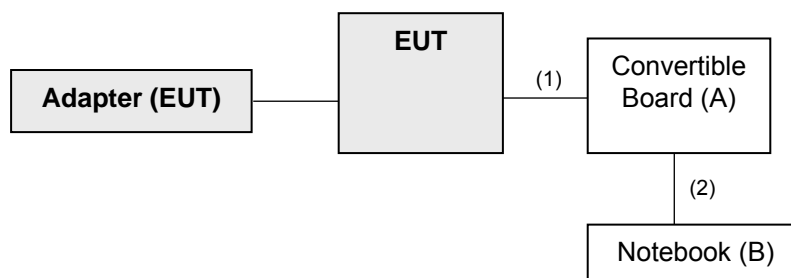 EUT
Adapter (EUT)
(1)
Convertible
Board (A)
(2)
Notebook (B)